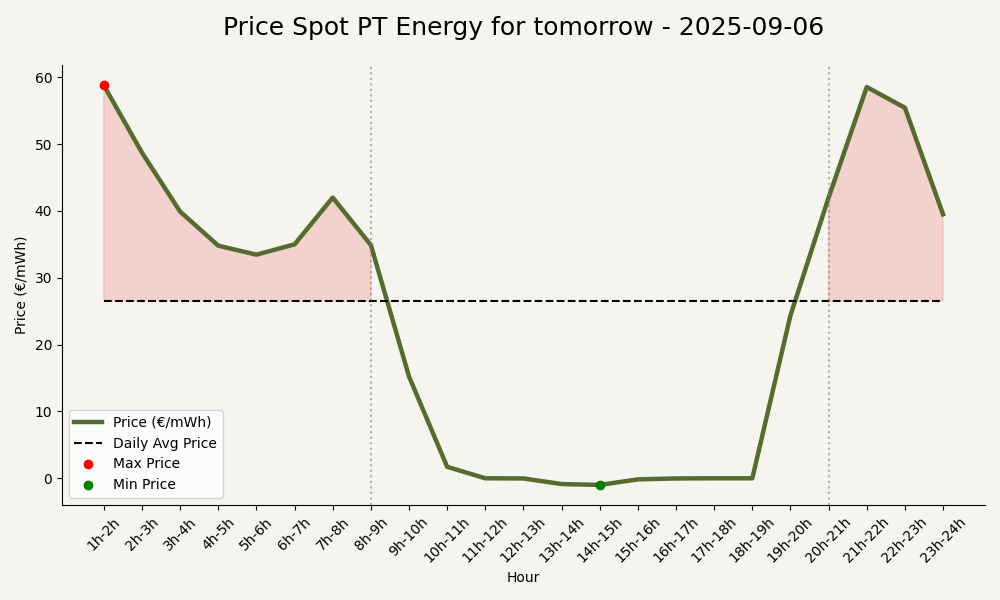 Price Spot PT Energy for tomorrow - 2025-09-06
Price (€/mWh)
60
50
40
30
20
10
0
Price (€/mWh)
Daily Avg Price
Max Price
Min Price
1h-2h
2h-3h
3h-4h
4h-5h
5h-6h
6h-7h
7h-8h
8h-9h
9h-10h
10h-11h
11h-12h
12h-13h
13h-14h
14h-15h
15h-16h
16h-17h
17h-18h
18h-19h
19h-20h
20h-21h
21h-22h
22h-23h
23h-24h
Hour